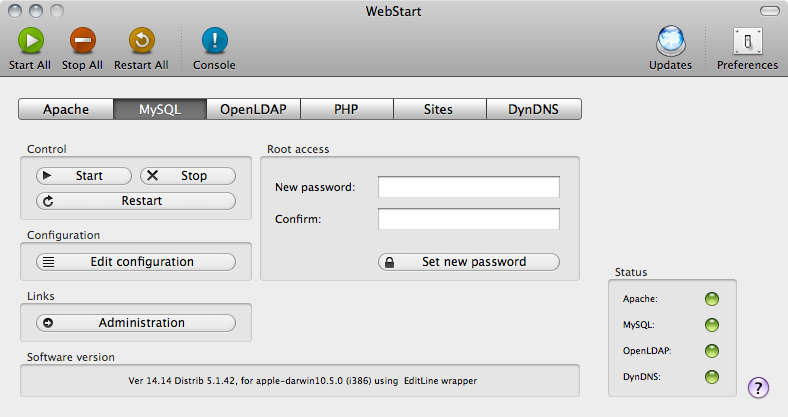 WebStart
Start All Stop All Restart All Console Updates Preferences
Apache MySQL OpenLDAP PHP Sites DynDNS
Control
Start Stop
Restart
Root access
New password:
Confirm:
Set new password
Configuration
Edit configuration
Links
Administration
Software version
Ver 14.14 Distrib 5.1.42, for apple-darwin10.5.0 (i386) using EditLine wrapper
Status
Apache:
MySQL:
OpenLDAP:
DynDNS:
?